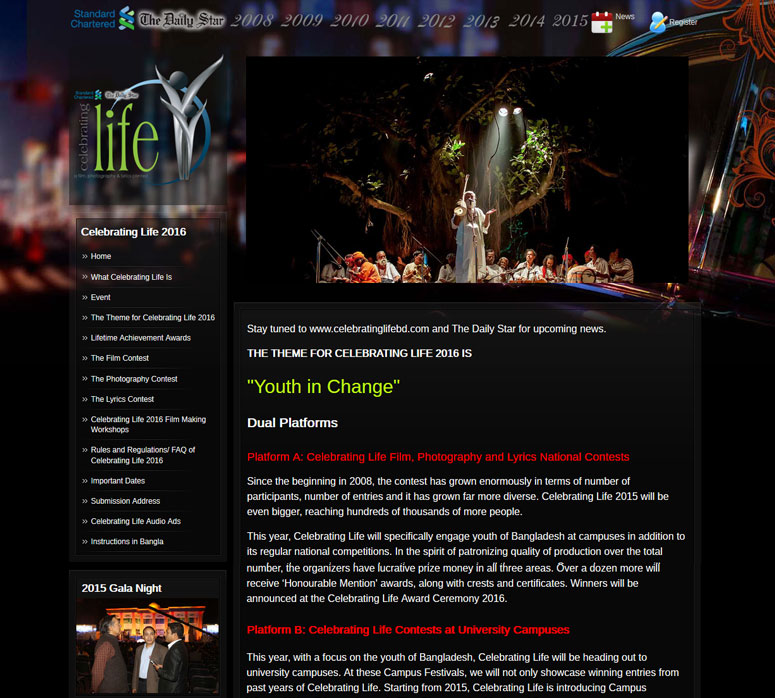 Standard Chartered The Daily Star 2008 2009 2010 2011 2012 2013 2014 2015 News Register
Standard Chartered The Daily Star
celebrating life
a film, photography & lyrics contest
Celebrating Life 2016
Home
What Celebrating Life Is
Event
The Theme for Celebrating Life 2016
Lifetime Achievement Awards
The Film Contest
The Photography Contest
The Lyrics Contest
Celebrating Life 2016 Film Making
Workshops
Rules and Regulations/ FAQ of
Celebrating Life 2016
Important Dates
Submission Address
Celebrating Life Audio Ads
Instructions in Bangla
2015 Gala Night
Stay tuned to www.celebratinglifebd.com and The Daily Star for upcoming news.
THE THEME FOR CELEBRATING LIFE 2016 IS
"Youth in Change"
Dual Platforms
Platform A: Celebrating Life Film, Photography and Lyrics National Contests
Since the beginning in 2008, the contest has grown enormously in terms of number of
participants, number of entries and it has grown far more diverse. Celebrating Life 2015 will be
even bigger, reaching hundreds of thousands of more people.
This year, Celebrating Life will specifically engage youth of Bangladesh at campuses in addition to
its regular national competitions. In the spirit of patronizing quality of production over the total
number, the organizers have lucrative prize money in all three areas. Over a dozen more will
receive ‘Honourable Mention’ awards, along with crests and certificates. Winners will be
announced at the Celebrating Life Award Ceremony 2016.
Platform B: Celebrating Life Contests at University Campuses
This year, with a focus on the youth of Bangladesh, Celebrating Life will be heading out to
university campuses. At these Campus Festivals, we will not only showcase winning entries from
past years of Celebrating Life. Starting from 2015, Celebrating Life is introducing Campus